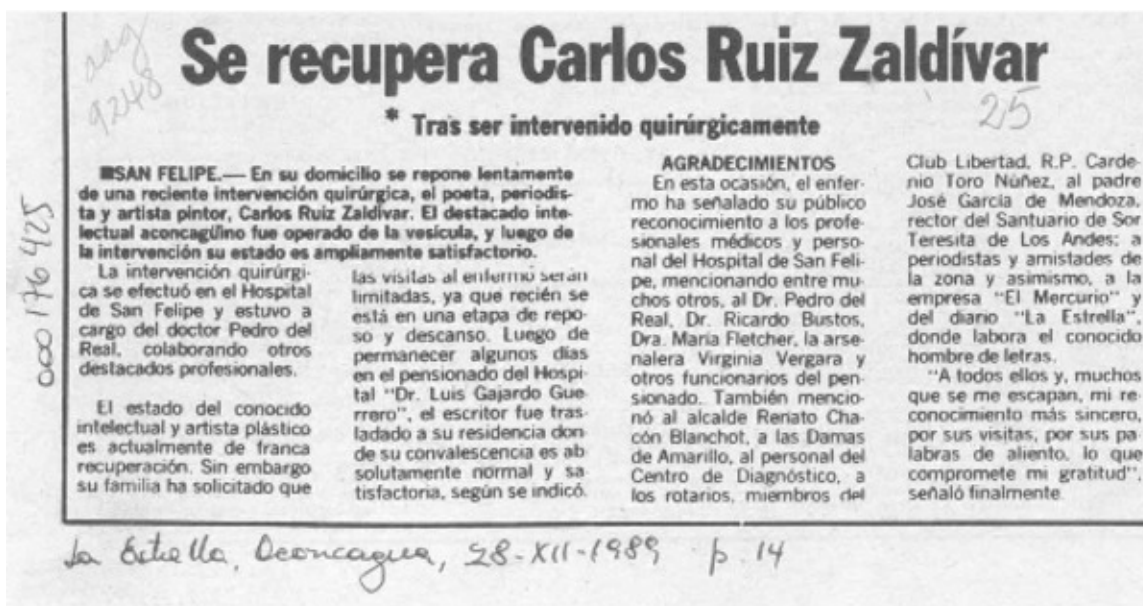 Se recupera Carlos Ruiz Zaldívar
25
* Tras ser intervenido quirúrgicamente
■SAN FELIPE.— En su domicilio se repone lentamente
de una reciente intervención quirúrgica, el poeta, periodis-
ta y artista pintor, Carlos Ruiz Zaldívar. El destacado inte-
lectual aconcagüino fue operado de la vesícula, y luego de
la intervención su estado es ampliamente satisfactorio.
La intervención quirúrgi-
ca se efectuó en el Hospital
de San Felipe y estuvo a
cargo del doctor Pedro del
Real, colaborando otros
destacados profesionales.
El estado del conocido
intelectual y artista plástico
es actualmente de franca
recuperación. Sin embargo
su familia ha solicitado que
las visitas al enfermo serán
limitadas, ya que recién se
está en una etapa de repo-
so y descanso. Luego de
permanecer algunos días
en el pensionado del Hospi-
tal "Dr. Luis Gajardo Gue-
rrero", el escritor fue tras-
ladado a su residencia don-
de su convalescencia es ab
solutamente normal y sa-
tisfactoria, según se indicó.
AGRADECIMIENTOS
En esta ocasión, el enfer-
mo ha señalado su público
reconocimiento a los profe-
sionales médicos y perso-
nal del Hospital de San Feli-
pe, mencionando entre mu-
chos otros, al Dr. Pedro del
Real, Dr. Ricardo Bustos,
Dra. María Fletcher, la arse-
nalera Virginia Vergara y
otros funcionarios del pen-
sionado. También mencio-
nó al alcalde Renato Cha-
cón Blanchot, a las Damas
de Amarillo, al personal del
Centro de Diagnóstico, a
los rotarios, miembros del
Club Libertad, R.P. Carde-
nio Toro Núñez, al padre
José García de Mendoza,
rector del Santuario de Sor
Teresita de Los Andes; a
periodistas y amistades de
la zona y asimismo, a la
empresa "El Mercurio" y
del diario "La Estrella",
donde labora el conocido
hombre de letras.
"A todos ellos y, muchos
que se me escapan, mi re-
conocimiento más sincero,
por sus visitas, por sus pa-
labras de aliento, lo que
compromete mi gratitud",
señaló finalmente.
000176425
La Estrella, Aconcagua, 28-XII-1989 p. 14